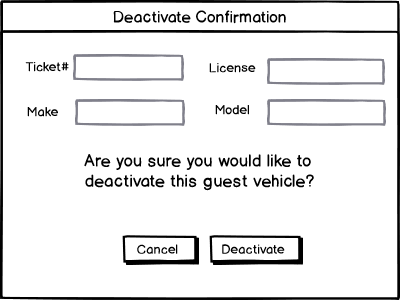 Deactivate Confirmation
Ticket# License
Make Model
Are you sure you would like to
deactivate this guest vehicle?
Cancel Deactivate